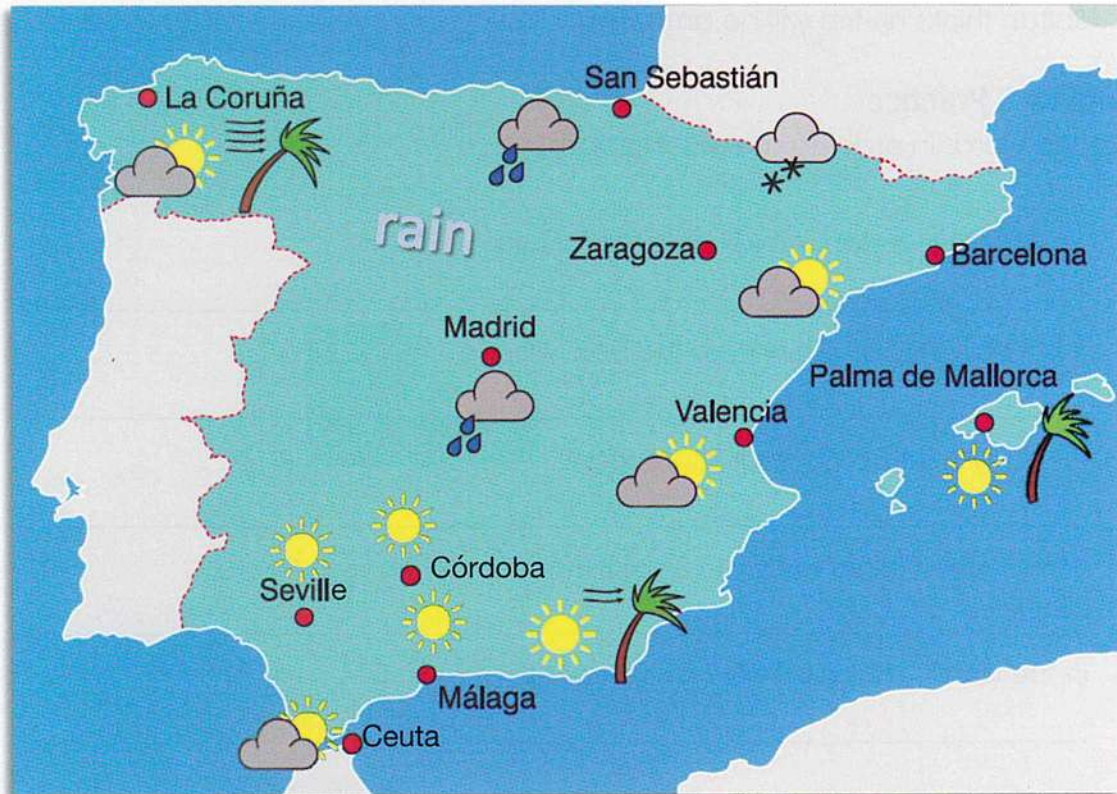 San Sebastián
La Coruña
rain
Zaragoza
Barcelona
Madrid
Palma de Mallorca
Valencia
Córdoba
Seville
Málaga
Ceuta